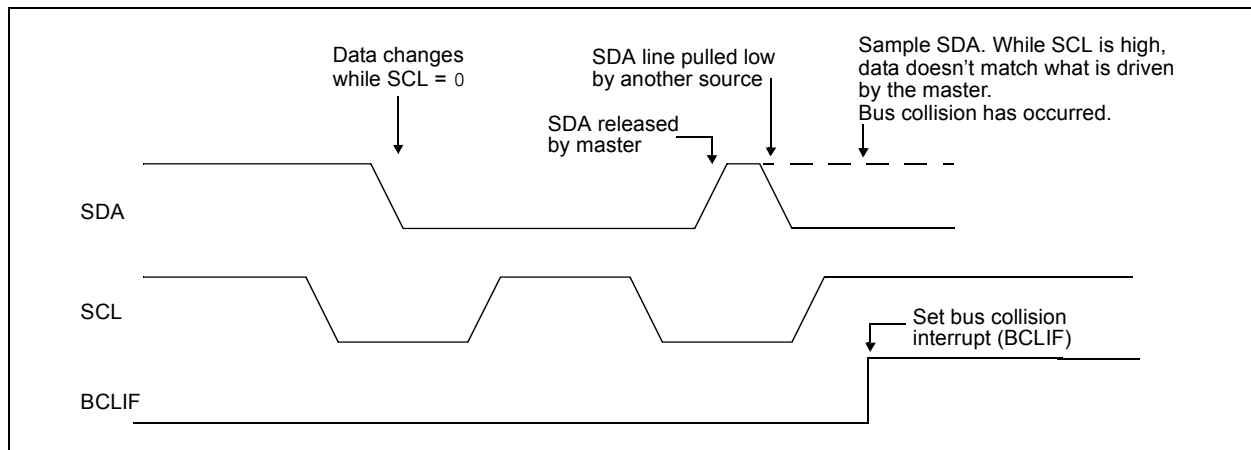 Data changes
while SCL = 0
SDA line pulled low
by another source
Sample SDA. While SCL is high,
data doesn't match what is driven
by the master.
Bus collision has occurred.
SDA released
by master
SDA
SCL
Set bus collision
interrupt (BCLIF)
BCLIF